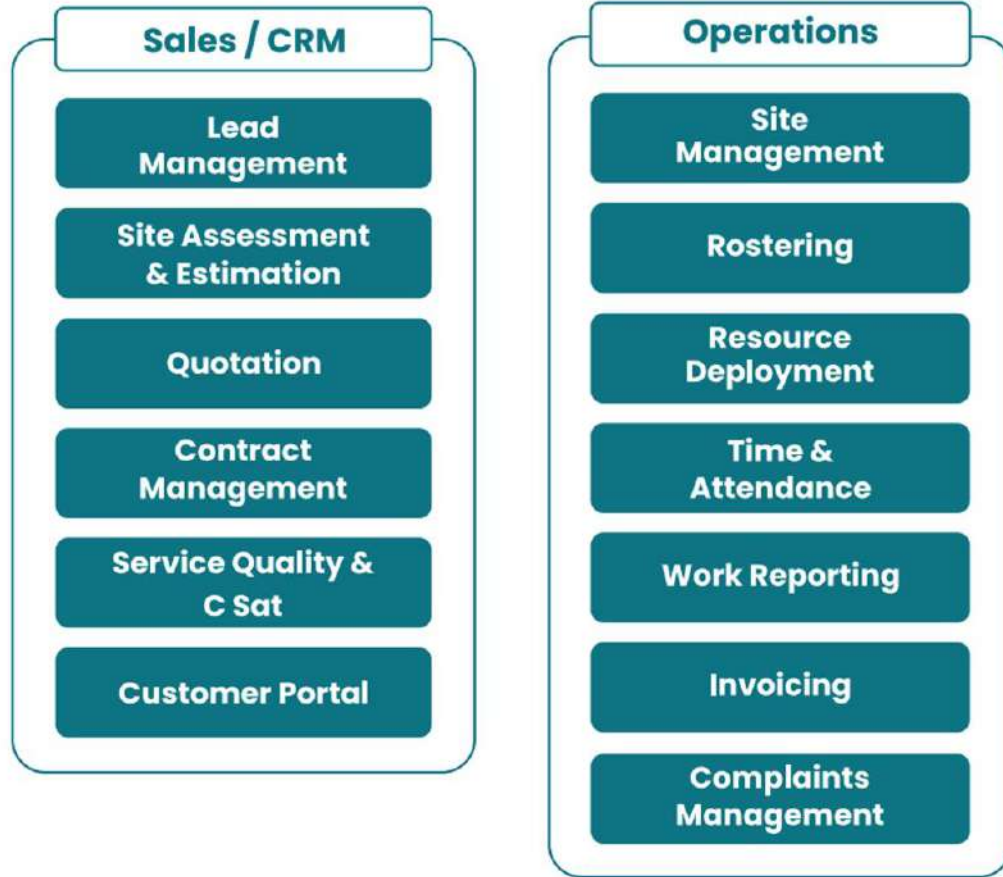 Sales / CRM
Lead
Management
Site Assessment
& Estimation
Quotation
Contract
Management
Service Quality &
C Sat
Customer Portal
Operations
Site
Management
Rostering
Resource
Deployment
Time &
Attendance
Work Reporting
Invoicing
Complaints
Management